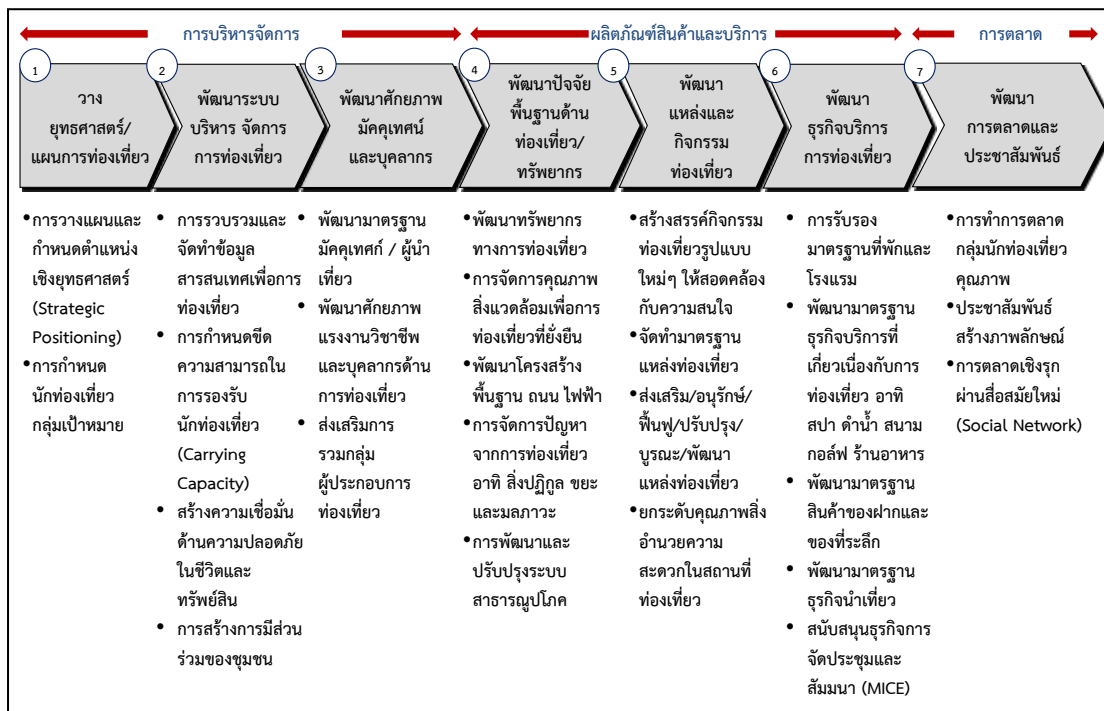 การบริหารจัดการ
ผลิตภัณฑ์สินค้าและบริการ
การตลาด
1
วาง
ยุทธศาสตร์/
แผนการท่องเที่ยว
2
พัฒนาระบบ
บริหาร จัดการ
การท่องเที่ยว
3
พัฒนาศักยภาพ
มัคคุเทศน์
และบุคลากร
4
พัฒนาปัจจัย
พื้นฐานด้าน
ท่องเที่ยว/
ทรัพยากร
5
พัฒนา
แหล่งและ
กิจกรรม
ท่องเที่ยว
6
พัฒนา
ธุรกิจบริการ
การท่องเที่ยว
7
พัฒนา
การตลาดและ
ประชาสัมพันธ์
•การวางแผนและ
กำหนดตำแหน่ง
เชิงยุทธศาสตร์
(Strategic
Positioning)
•การกำหนด
นักท่องเที่ยว
กลุ่มเป้าหมาย
• การรวบรวมและ
จัดทำข้อมูล
สารสนเทศเพื่อการ
ท่องเที่ยว
• การกำหนดขีด
ความสามารถใน
การรองรับ
นักท่องเที่ยว
(Carrying
Capacity)
• สร้างความเชื่อมั่น
ด้านความปลอดภัย
ในชีวิตและ
ทรัพย์สิน
• การสร้างการมีส่วน
ร่วมของชุมชน
• พัฒนามาตรฐาน
มัคคุเทศก์ / ผู้นำ
เที่ยว
• พัฒนาศักยภาพ
แรงงานวิชาชีพ
และบุคลากรด้าน
การท่องเที่ยว
• ส่งเสริมการ
รวมกลุ่ม
ผู้ประกอบการ
ท่องเที่ยว
•พัฒนาทรัพยากร
ทางการท่องเที่ยว
•การจัดการคุณภาพ
สิ่งแวดล้อมเพื่อการ
ท่องเที่ยวที่ยั่งยืน
•พัฒนาโครงสร้าง
พื้นฐาน ถนน ไฟฟ้า
•การจัดการปัญหา
จากการท่องเที่ยว
อาทิ สิ่งปฏิกูล ขยะ
และมลภาวะ
•การพัฒนาและ
ปรับปรุงระบบ
สาธารณูปโภค
•สร้างสรรค์กิจกรรม
ท่องเที่ยวรูปแบบ
ใหม่ๆ ให้สอดคล้อง
กับความสนใจ
•จัดทำมาตรฐาน
แหล่งท่องเที่ยว
•ส่งเสริม/อนุรักษ์/
ฟื้นฟู/ปรับปรุง/
บูรณะ/พัฒนา
แหล่งท่องเที่ยว
•ยกระดับคุณภาพสิ่ง
อำนวยความ
สะดวกในสถานที่
ท่องเที่ยว
• การรับรอง
มาตรฐานที่พักและ
โรงแรม
• พัฒนามาตรฐาน
ธุรกิจบริการที่
เกี่ยวเนื่องกับการ
ท่องเที่ยว อาทิ
สปา ดำน้ำ สนาม
กอล์ฟ ร้านอาหาร
• พัฒนามาตรฐาน
สินค้าของฝากและ
ของที่ระลึก
• พัฒนามาตรฐาน
ธุรกิจนำเที่ยว
• สนับสนุนธุรกิจการ
จัดประชุมและ
สัมมนา (MICE)
•การทำการตลาด
กลุ่มนักท่องเที่ยว
คุณภาพ
•ประชาสัมพันธ์
สร้างภาพลักษณ์
•การตลาดเชิงรุก
ผ่านสื่อสมัยใหม่
(Social Network)